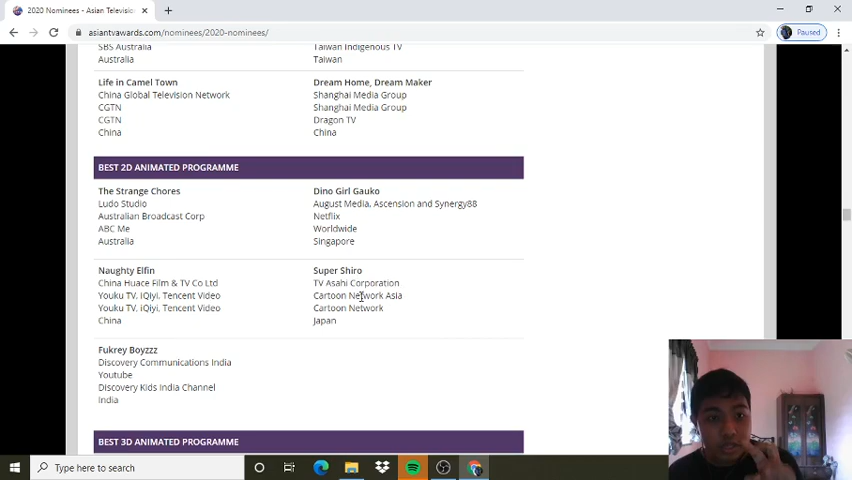 2020 Nominees - Asian Televisio
asiantvawards.com/nominees/2020-nominees/
Paused
SBS Australia
Australia
Taiwan Indigenous TV
Taiwan
Life in Camel Town
China Global Television Network
CGTN
CGTN
China
Dream Home, Dream Maker
Shanghai Media Group
Shanghai Media Group
Dragon TV
China
BEST 2D ANIMATED PROGRAMME
The Strange Chores
Ludo Studio
Australian Broadcast Corp
ABC Me
Australia
Dino Girl Gauko
August Media, Ascension and Synergy88
Netflix
Worldwide
Singapore
Naughty Elfin
China Huace Film & TV Co Ltd
Youku TV, iQiyi, Tencent Video
Youku TV, iQiyi, Tencent Video
China
Super Shiro
TV Asahi Corporation
Cartoon Network Asia
Cartoon Network
Japan
Fukrey Boyzzz
Discovery Communications India
Youtube
Discovery Kids India Channel
India
BEST 3D ANIMATED PROGRAMME
Type here to search